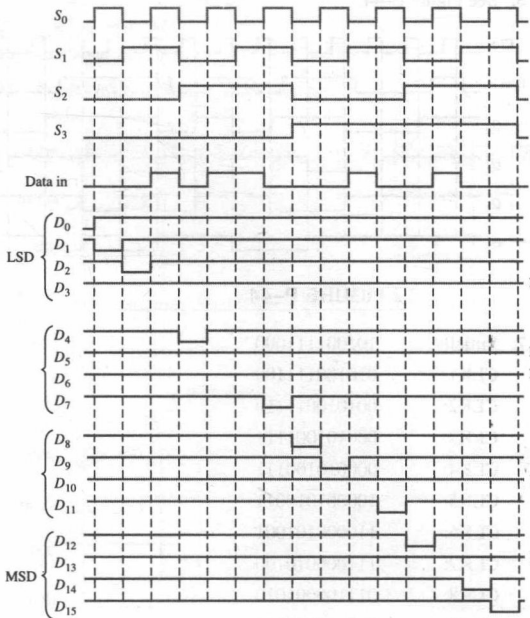 S₀
S₁
S₂
S₃
Data in
LSD
D₀
D₁
D₂
D₃
D₄
D₅
D₆
D₇
D₈
D₉
D₁₀
D₁₁
MSD
D₁₂
D₁₃
D₁₄
D₁₅